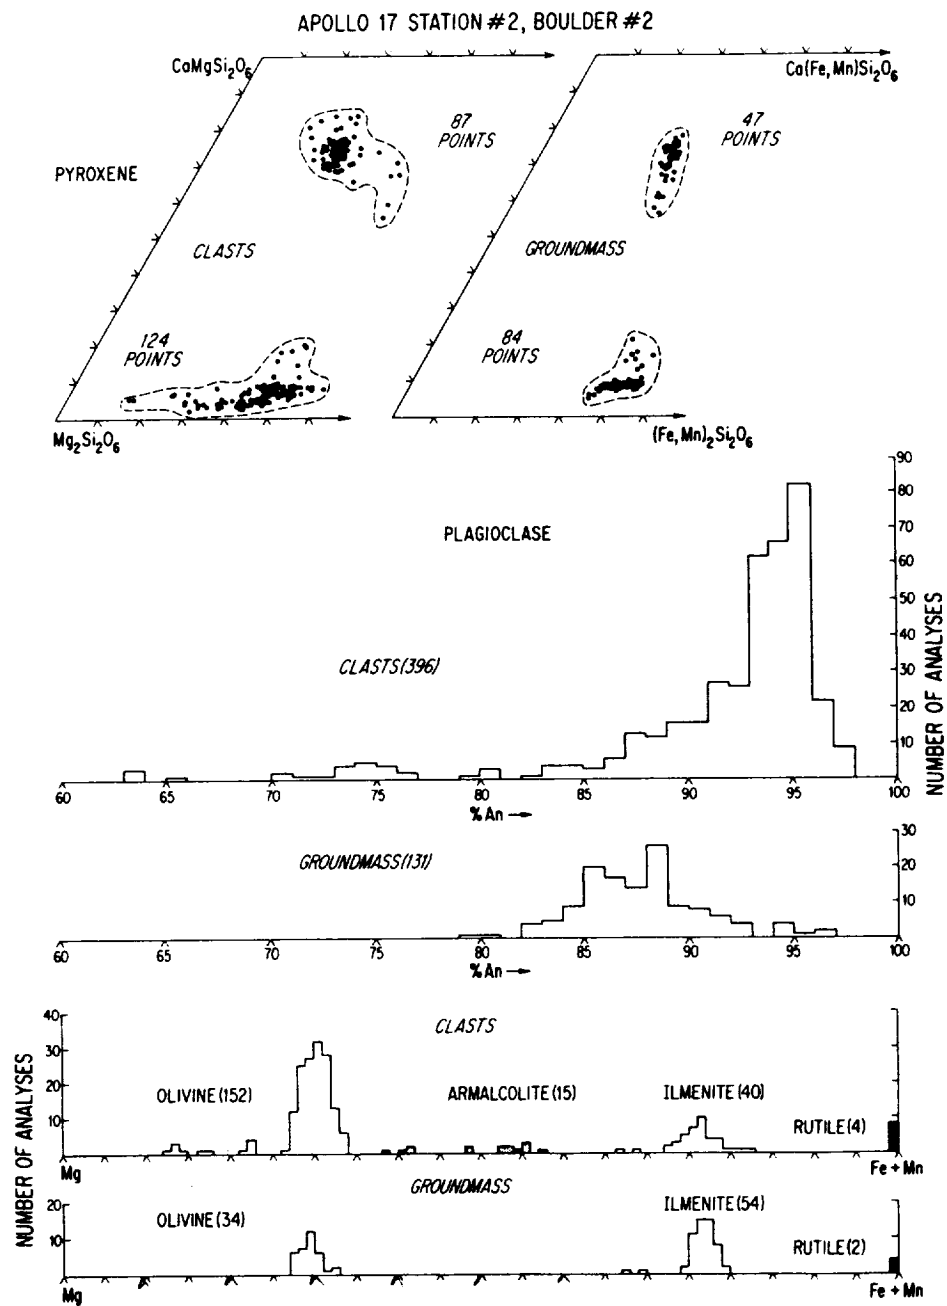 APOLLO 17 STATION #2, BOULDER #2
CaMgSi₂O₆
Ca(Fe, Mn)Si₂O₆
87
POINTS
47
POINTS
PYROXENE
CLASTS
GROUNDMASS
124
POINTS
84
POINTS
Mg₂Si₂O₆
(Fe, Mn)₂Si₂O₆
PLAGIOCLASE
CLASTS(396)
90
80
70
60
50
40
30
20
10
NUMBER OF ANALYSES
60 65 70 75 80 85 90 95 100
% An →
GROUNDMASS(131)
30
20
10
60 65 70 75 80 85 90 95 100
% An →
CLASTS
40
30
20
10
NUMBER OF ANALYSES
OLIVINE(152) ARMALCOLITE(15) ILMENITE(40)
RUTILE(4)
Mg Fe + Mn
GROUNDMASS
20
10
OLIVINE(34) ILMENITE(54)
RUTILE(2)
Mg Fe + Mn